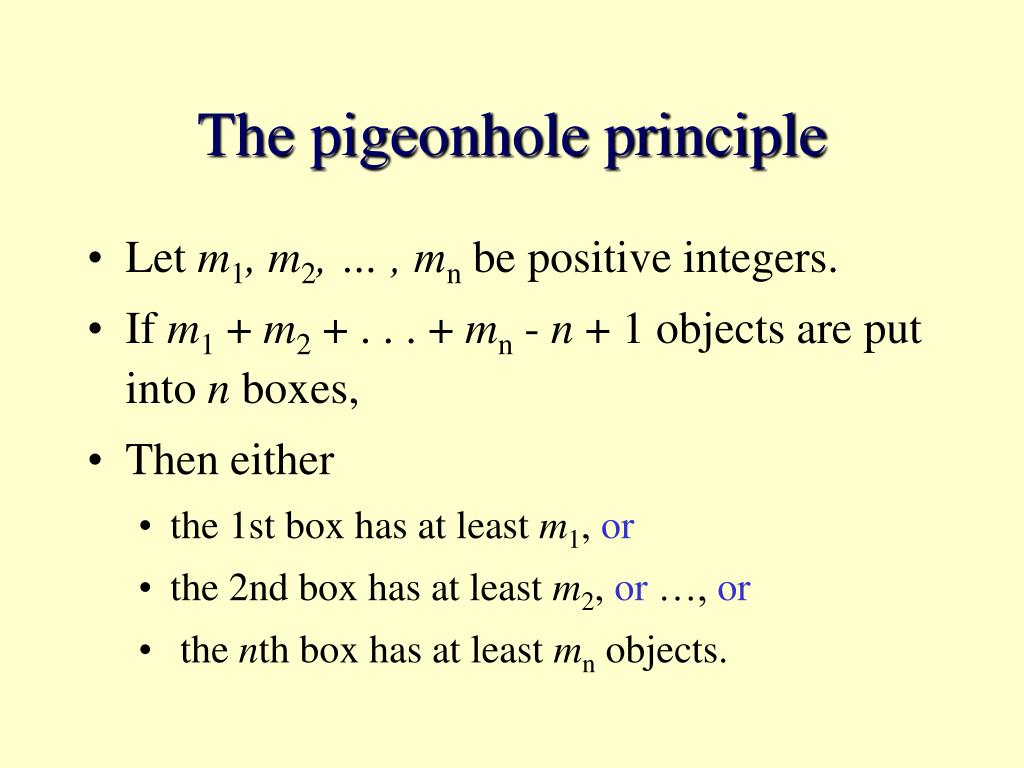 The pigeonhole principle
• Let m₁, m₂, … , mₙ be positive integers.
• If m₁ + m₂ + . . . + mₙ - n + 1 objects are put
into n boxes,
• Then either
• the 1st box has at least m₁, or
• the 2nd box has at least m₂, or …, or
• the nth box has at least mₙ objects.